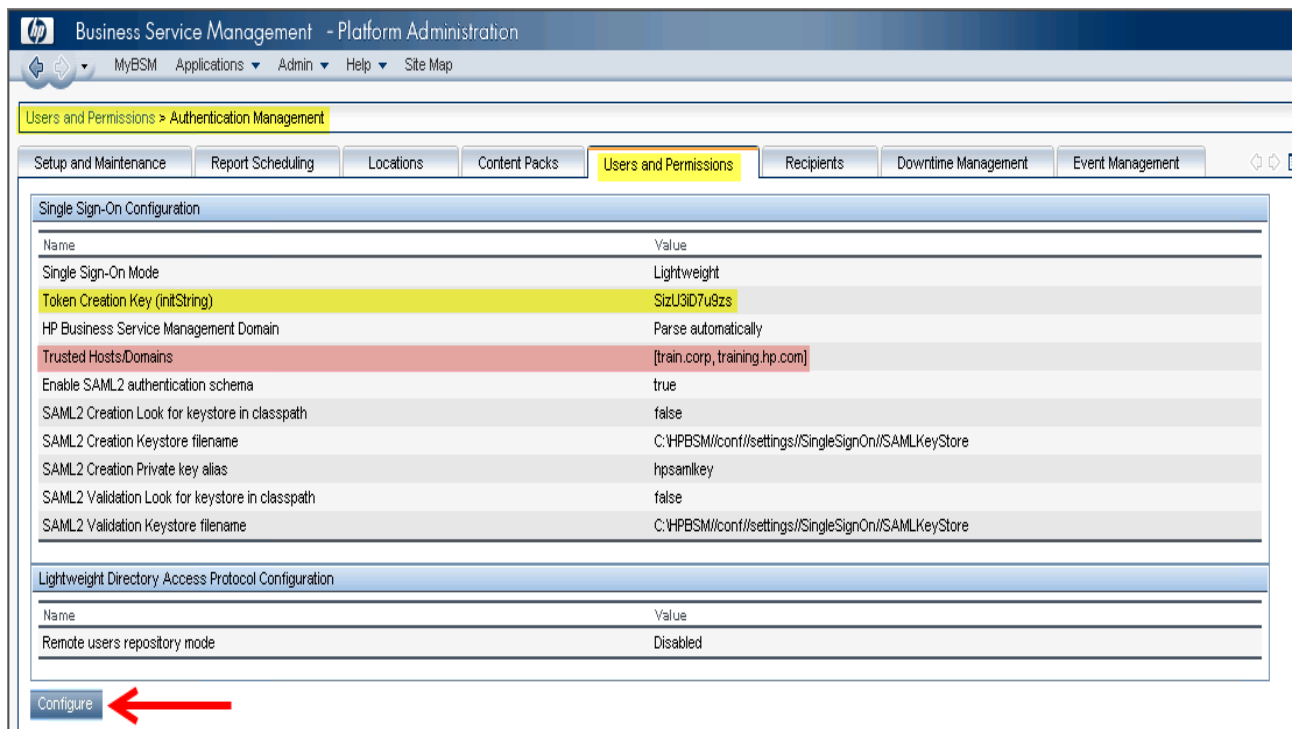 hp Business Service Management - Platform Administration
MyBSM Applications Admin Help Site Map
Users and Permissions > Authentication Management
Setup and Maintenance Report Scheduling Locations Content Packs Users and Permissions Recipients Downtime Management Event Management
Single Sign-On Configuration
Name Value
Single Sign-On Mode Lightweight
Token Creation Key (initString) SizU3iD7u9zs
HP Business Service Management Domain Parse automatically
Trusted Hosts/Domains [train.corp, training.hp.com]
Enable SAML2 authentication schema true
SAML2 Creation Look for keystore in classpath false
SAML2 Creation Keystore filename C:\HPBSM//conf//settings//SingleSignOn//SAMLKeyStore
SAML2 Creation Private key alias hpsamlkey
SAML2 Validation Look for keystore in classpath false
SAML2 Validation Keystore filename C:\HPBSM//conf//settings//SingleSignOn//SAMLKeyStore
Lightweight Directory Access Protocol Configuration
Name Value
Remote users repository mode Disabled
Configure